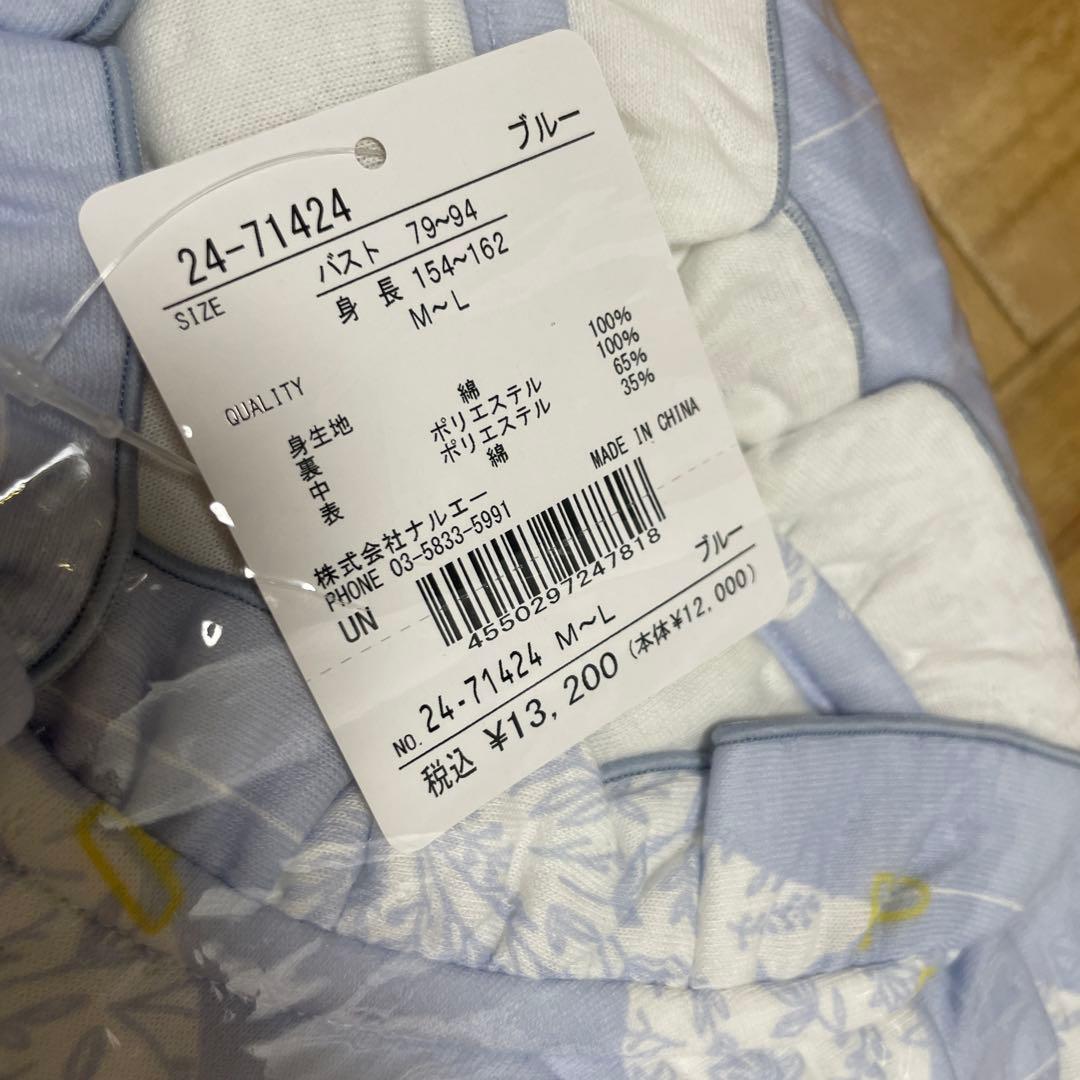 ブルー
24-71424
SIZE バスト 79~94
身長 154~162
M~L
QUALITY
身生地 綿 100%
裏 ポリエステル 100%
中 ポリエステル 65%
表 綿 35%
MADE IN CHINA
株式会社ナルエー
PHONE 03-5833-5991
UN
4550297247818
ブルー
NO. 24-71424 M~L
税込 ¥13,200 (本体¥12,000)